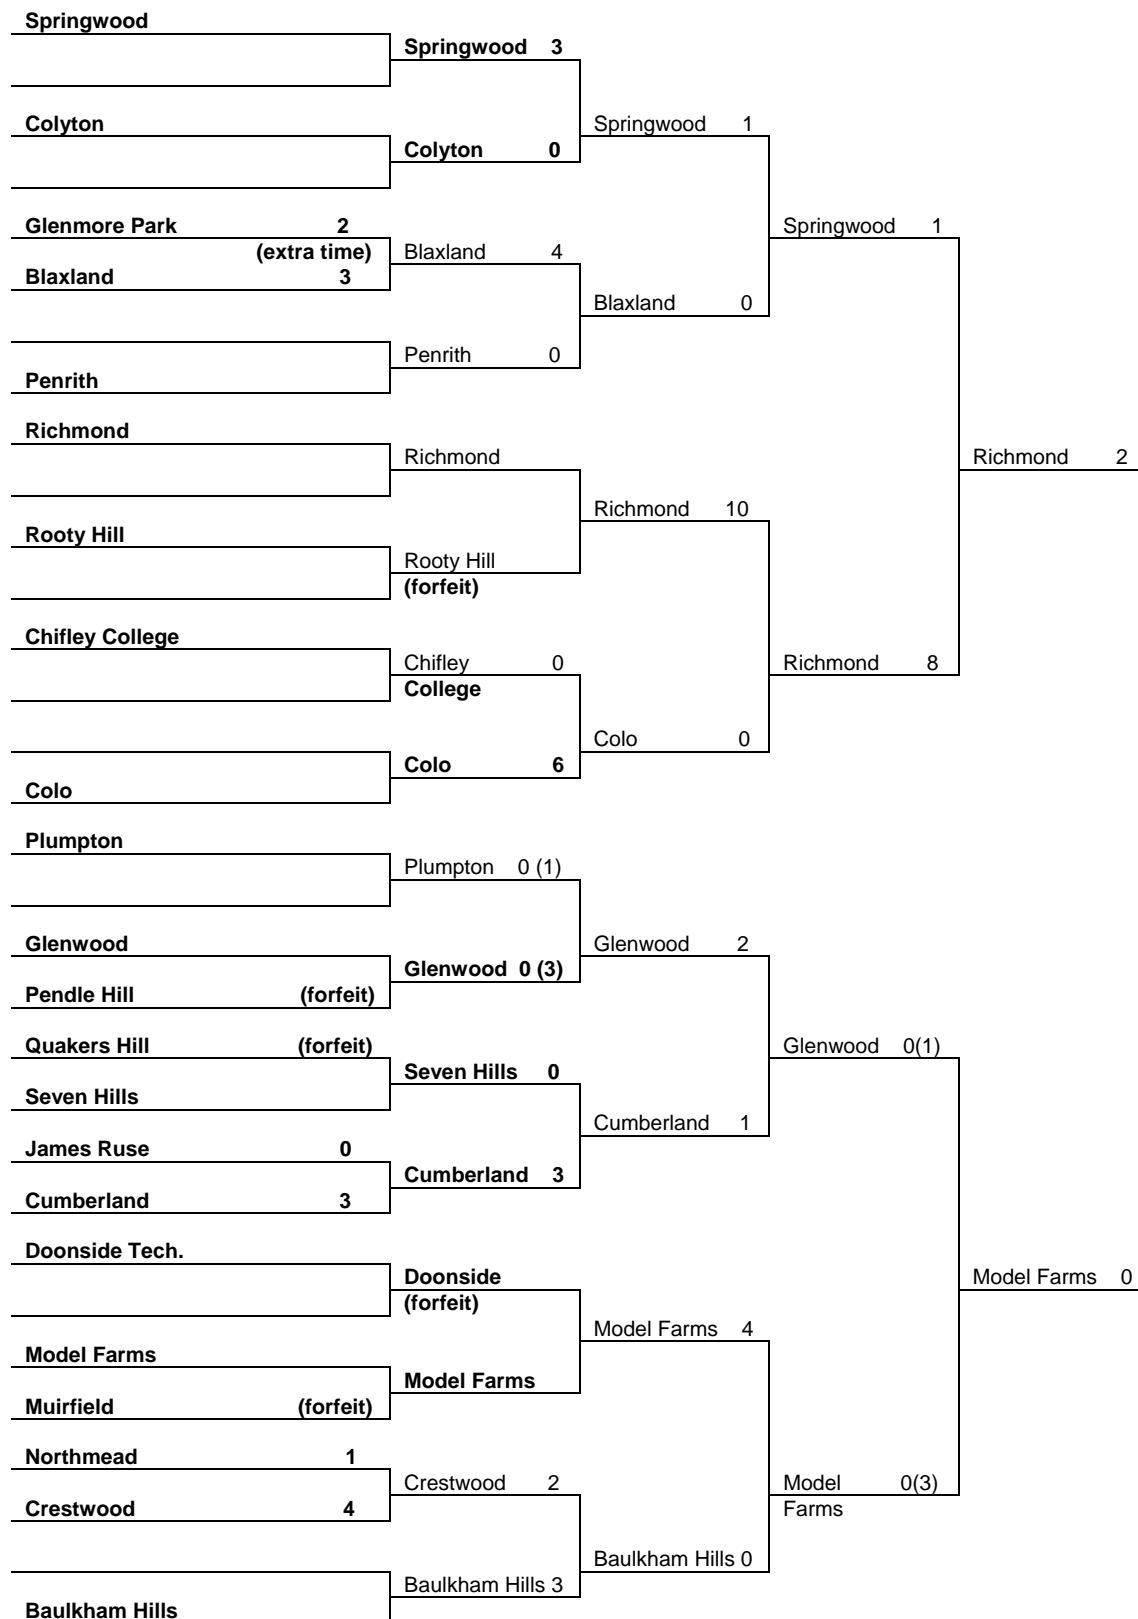 Springwood
Springwood 3
Colyton
Springwood 1
Colyton 0
Glenmore Park 2
Springwood 1
(extra time)
Blaxland 4
Blaxland 3
Blaxland 0
Penrith 0
Penrith
Richmond
Richmond
Richmond 2
Richmond 10
Rooty Hill
Rooty Hill
(forfeit)
Chifley College
Chifley 0
Richmond 8
College
Colo 0
Colo 6
Colo
Plumpton
Plumpton 0 (1)
Glenwood
Glenwood 2
Glenwood 0 (3)
Pendle Hill (forfeit)
Quakers Hill (forfeit)
Glenwood 0(1)
Seven Hills 0
Seven Hills
Cumberland 1
James Ruse 0
Cumberland 3
Cumberland 3
Doonside Tech.
Doonside
Model Farms 0
(forfeit)
Model Farms 4
Model Farms
Model Farms
Muirfield (forfeit)
Northmead 1
Crestwood 2
Model 0(3)
Crestwood 4
Farms
Baulkham Hills 0
Baulkham Hills 3
Baulkham Hills